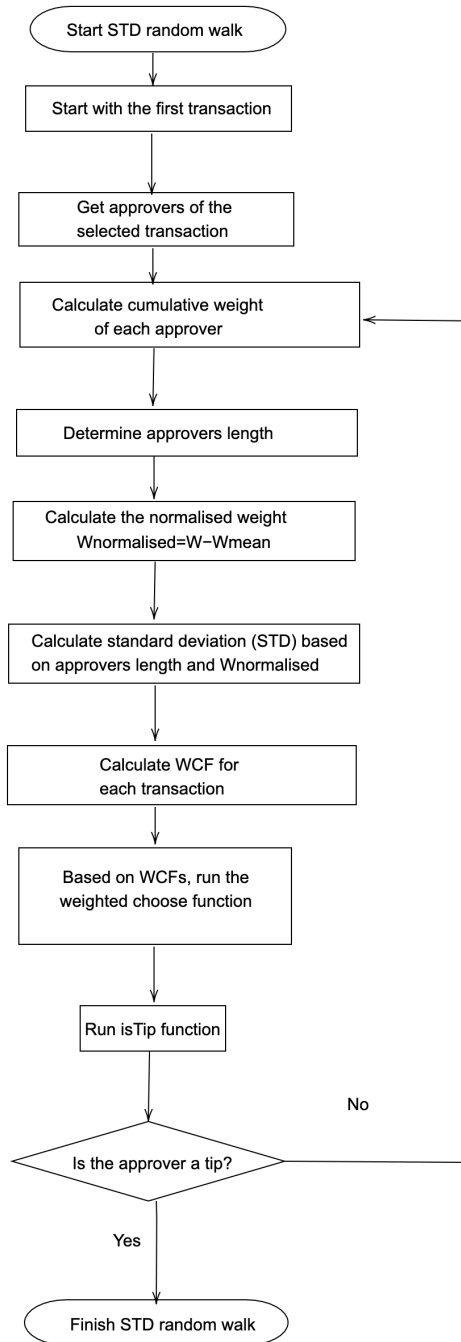 Start STD random walk
Start with the first transaction
Get approvers of the
selected transaction
Calculate cumulative weight
of each approver
Determine approvers length
Calculate the normalised weight
Wnormalised=W−Wmean
Calculate standard deviation (STD) based
on approvers length and Wnormalised
Calculate WCF for
each transaction
Based on WCFs, run the
weighted choose function
Run isTip function
No
Is the approver a tip?
Yes
Finish STD random walk